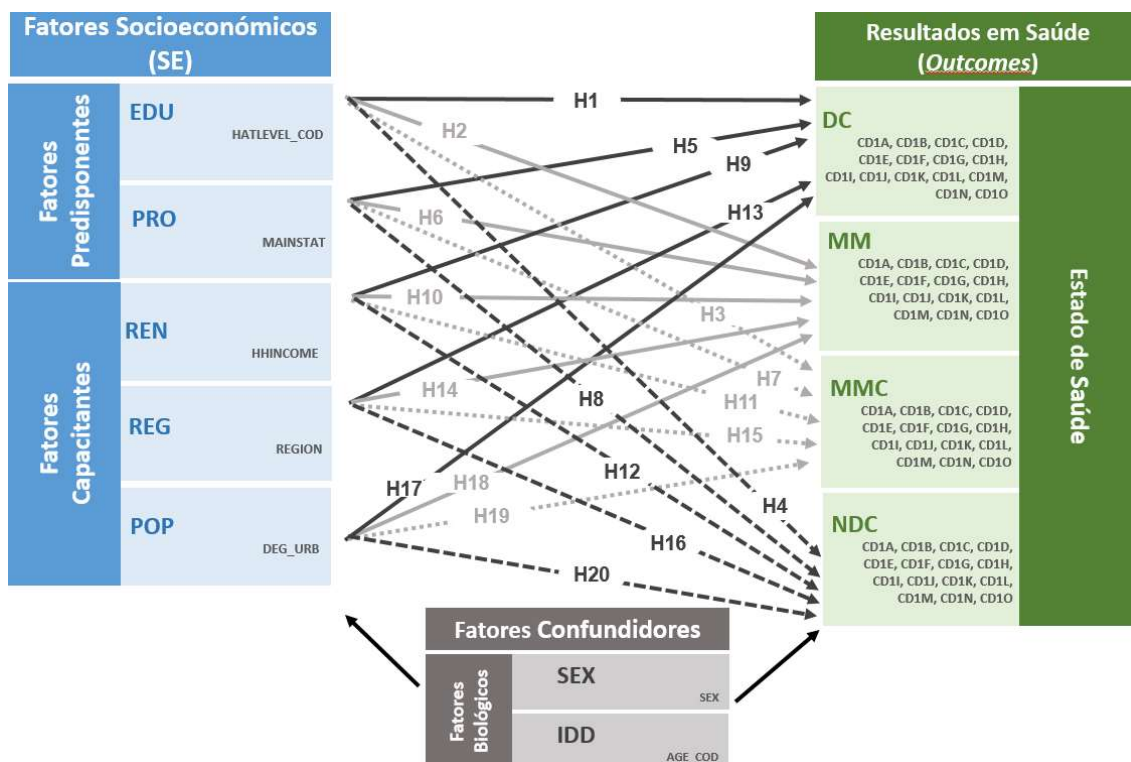 Fatores Socioeconómicos
(SE)
Fatores
Predisponentes
EDU
HATLEVEL_COD
PRO
MAINSTAT
Fatores
Capacitantes
REN
HHINCOME
REG
REGION
POP
DEG_URB
H1
H2
H5
H9
H6
H13
H10
H3
H7
H14
H8
H11
H15
H12
H17
H18
H4
H19
H16
H20
Resultados em Saúde
(Outcomes)
DC
CD1A, CD1B, CD1C, CD1D,
CD1E, CD1F, CD1G, CD1H,
CD1I, CD1J, CD1K, CD1L, CD1M,
CD1N, CD1O
MM
CD1A, CD1B, CD1C, CD1D,
CD1E, CD1F, CD1G, CD1H,
CD1I, CD1J, CD1K, CD1L,
CD1M, CD1N, CD1O
MMC
CD1A, CD1B, CD1C, CD1D,
CD1E, CD1F, CD1G, CD1H,
CD1I, CD1J, CD1K, CD1L,
CD1M, CD1N, CD1O
NDC
CD1A, CD1B, CD1C, CD1D,
CD1E, CD1F, CD1G, CD1H,
CD1I, CD1J, CD1K, CD1L,
CD1M, CD1N, CD1O
Estado de Saúde
Fatores Confundidores
Fatores
Biológicos
SEX
SEX
IDD
AGE_COD